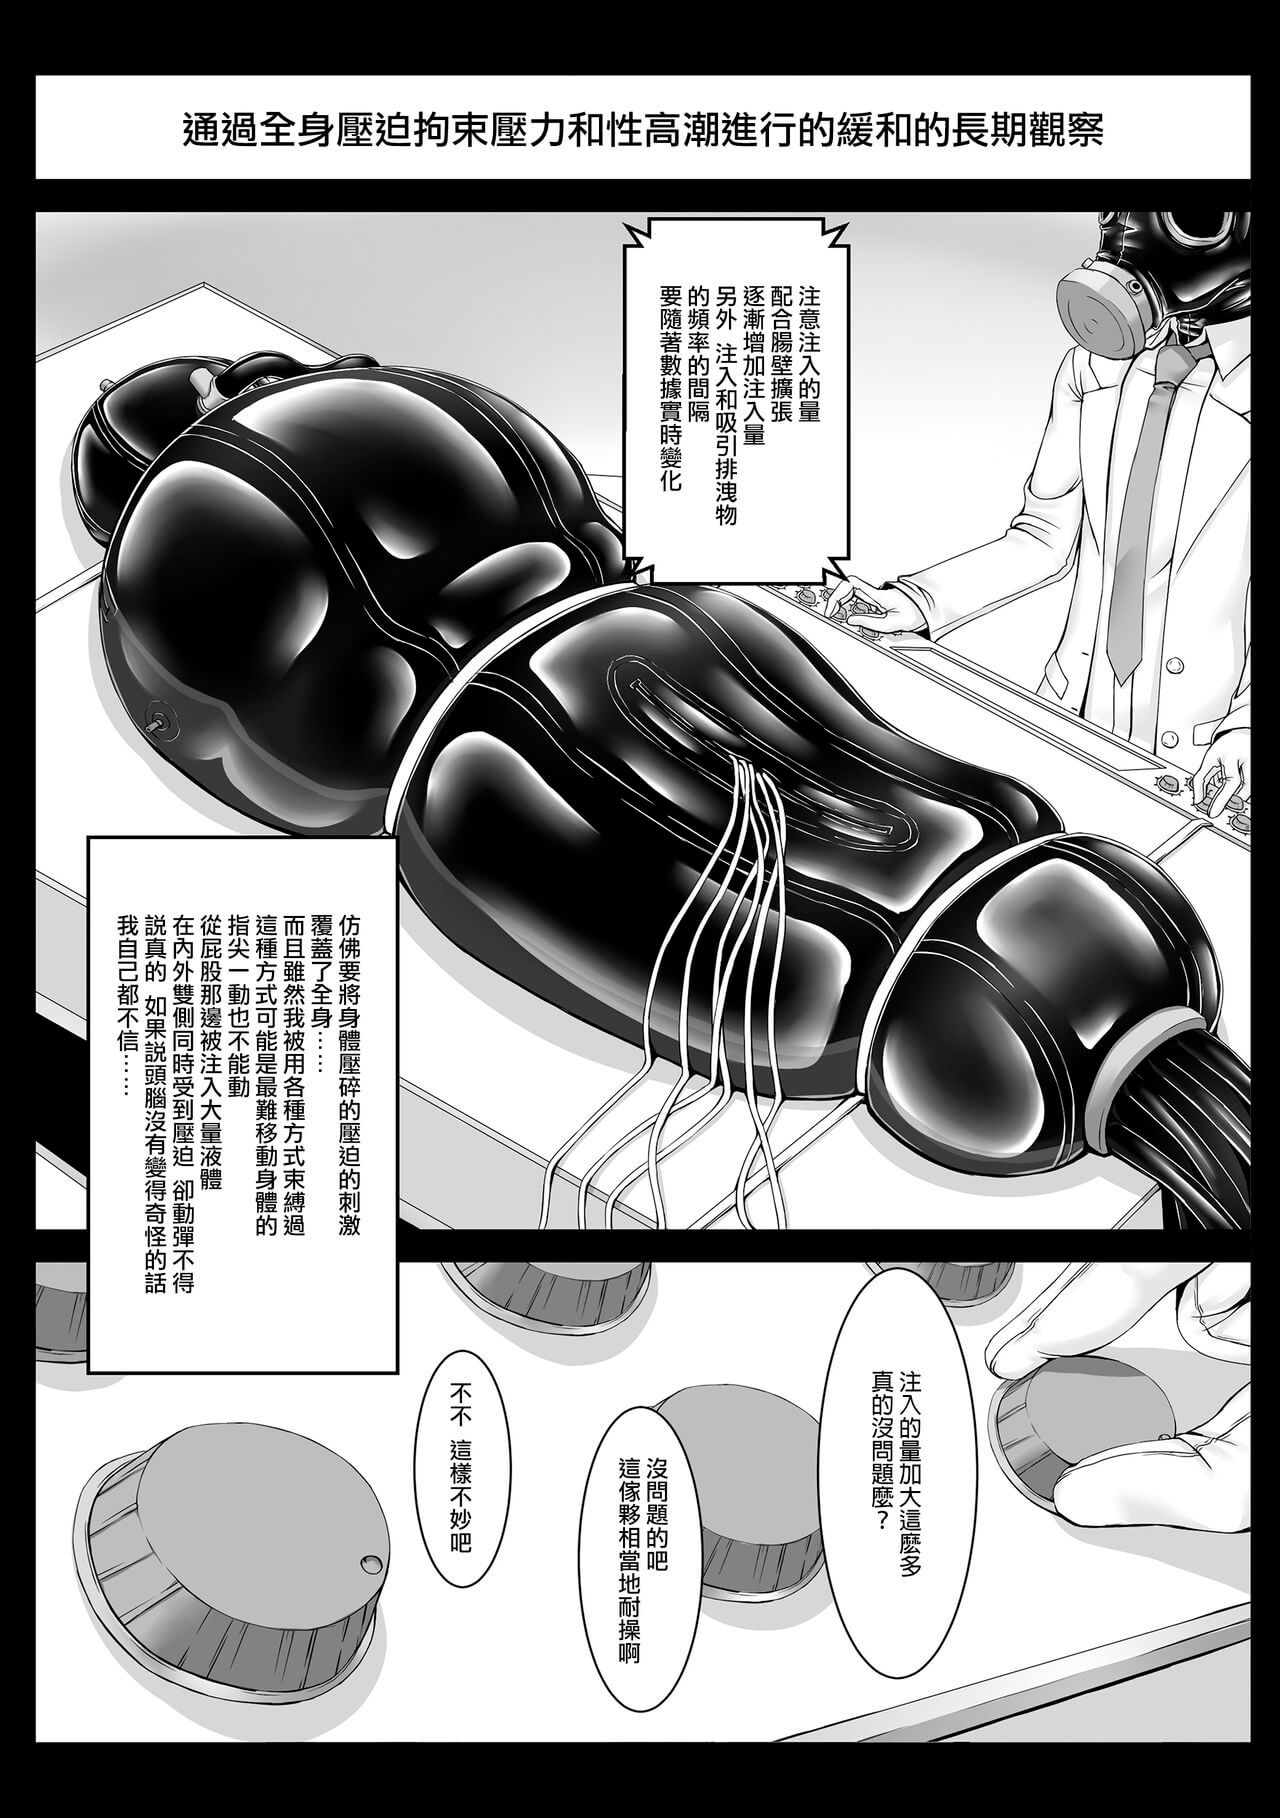 通過全身壓迫拘束壓力和性高潮進行的緩和的長期觀察
注意注入的量
配合腸壁擴張
逐漸增加注入量
另外 注入和吸引排洩物
的頻率的間隔
要隨著數據實時變化
仿佛要將身體壓碎的壓迫的刺激
覆蓋了全身……
而且雖然我被用各種方式束縛過
這種方式可能是最難移動身體的
指尖一動也不能動
從屁股那邊被注入大量液體
在內外雙側同時受到壓迫 卻動彈不得
説真的 如果説頭腦沒有變得奇怪的話
我自己都不信……
注入的量加大這麽多
真的沒問題麽？
沒問題的吧
這傢夥相當地耐操啊
不不 這樣不妙吧